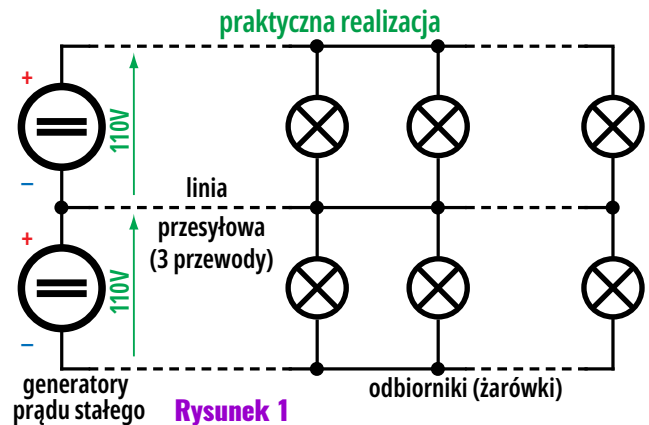 praktyczna realizacja
+
110V
–
linia
przesyłowa
(3 przewody)
+
110V
–
generatory
prądu stałego
Rysunek 1
odbiorniki (żarówki)